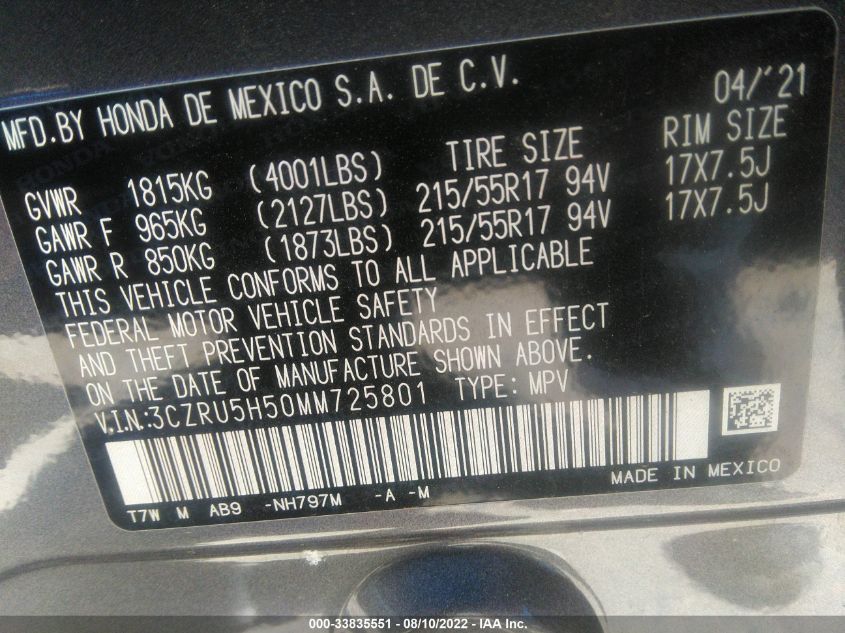 MFD.BY HONDA DE MEXICO S.A. DE C.V. 04/'21
TIRE SIZE RIM SIZE
GVWR 1815KG (4001LBS)
GAWR F 965KG (2127LBS) 215/55R17 94V 17X7.5J
GAWR R 850KG (1873LBS) 215/55R17 94V 17X7.5J
THIS VEHICLE CONFORMS TO ALL APPLICABLE
FEDERAL MOTOR VEHICLE SAFETY
AND THEFT PREVENTION STANDARDS IN EFFECT
ON THE DATE OF MANUFACTURE SHOWN ABOVE.
V.I.N.:3CZRU5H50MM725801 TYPE: MPV
MADE IN MEXICO
T7W M AB9 -NH797M -A -M
000-33835551 - 08/10/2022 - IAA Inc.